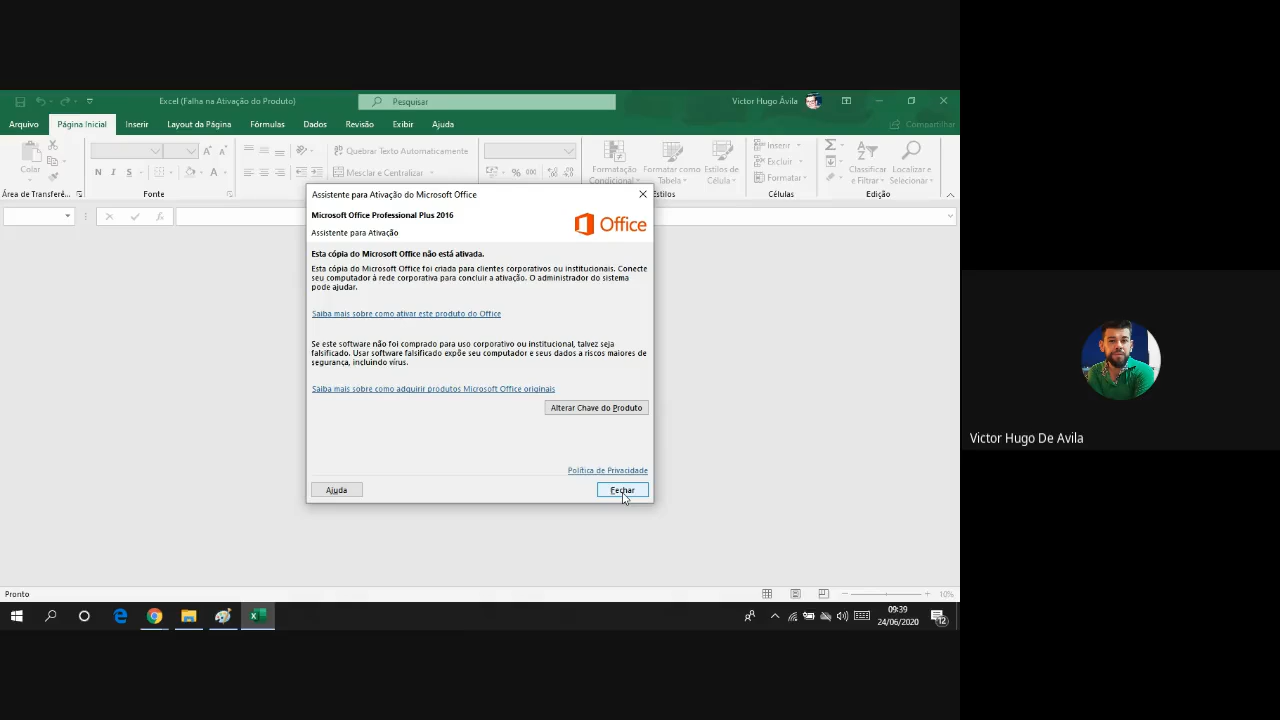 Excel (Falha na Ativação do Produto)
Pesquisar
Victor Hugo Ávila
Arquivo Página Inicial Inserir Layout da Página Fórmulas Dados Revisão Exibir Ajuda
Compartilhar
Colar
N I S
Quebrar Texto Automaticamente
Mesclar e Centralizar
% 000
Formatação Condicional
Formatar como Tabela
Estilos de Célula
Inserir
Excluir
Formatar
Classificar e Filtrar
Localizar e Selecionar
Área de Transferê...
Fonte
Estilos
Células
Edição
fx
Assistente para Ativação do Microsoft Office
Microsoft Office Professional Plus 2016
Office
Assistente para Ativação
Esta cópia do Microsoft Office não está ativada.
Esta cópia do Microsoft Office foi criada para clientes corporativos ou institucionais. Conecte
seu computador à rede corporativa para concluir a ativação. O administrador do sistema
pode ajudar.
Saiba mais sobre como ativar este produto do Office
Se este software não foi comprado para uso corporativo ou institucional, talvez seja
falsificado. Usar software falsificado expõe seu computador e seus dados a riscos maiores de
segurança, incluindo vírus.
Saiba mais sobre como adquirir produtos Microsoft Office originais
Alterar Chave do Produto
Política de Privacidade
Ajuda
Fechar
Victor Hugo De Avila
Pronto
10%
09:39
24/06/2020
12